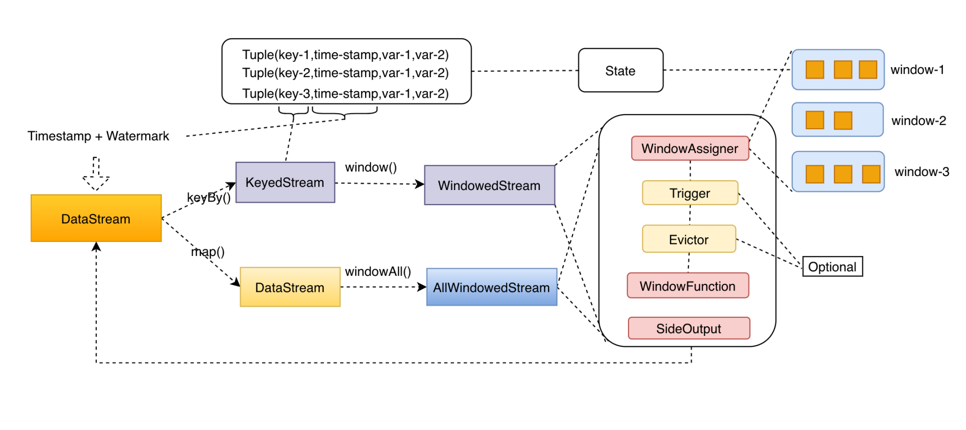 Tuple(key-1,time-stamp,var-1,var-2)
Tuple(key-2,time-stamp,var-1,var-2)
Tuple(key-3,time-stamp,var-1,var-2)
State
window-1
window-2
window-3
Timestamp + Watermark
DataStream
keyBy()
map()
KeyedStream
window()
WindowedStream
DataStream
windowAll()
AllWindowedStream
WindowAssigner
Trigger
Evictor
WindowFunction
SideOutput
Optional